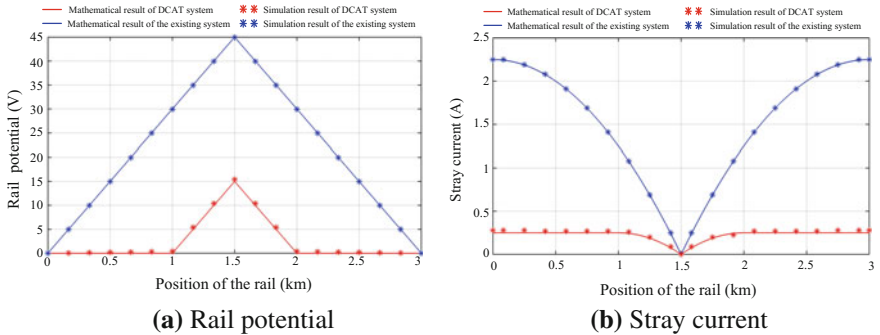 Mathematical result of DCAT system Simulation result of DCAT system
Mathematical result of the existing system Simulation result of the existing system
45
40
35
30
25
20
15
10
5
0
Rail potential (V)
0 0.5 1 1.5 2 2.5 3
Position of the rail (km)
(a) Rail potential
Mathematical result of DCAT system Simulation result of DCAT system
Mathematical result of the existing system Simulation result of the existing system
2.5
2
1.5
1
0.5
0
Stray current (A)
0 0.5 1 1.5 2 2.5 3
Position of the rail (km)
(b) Stray current